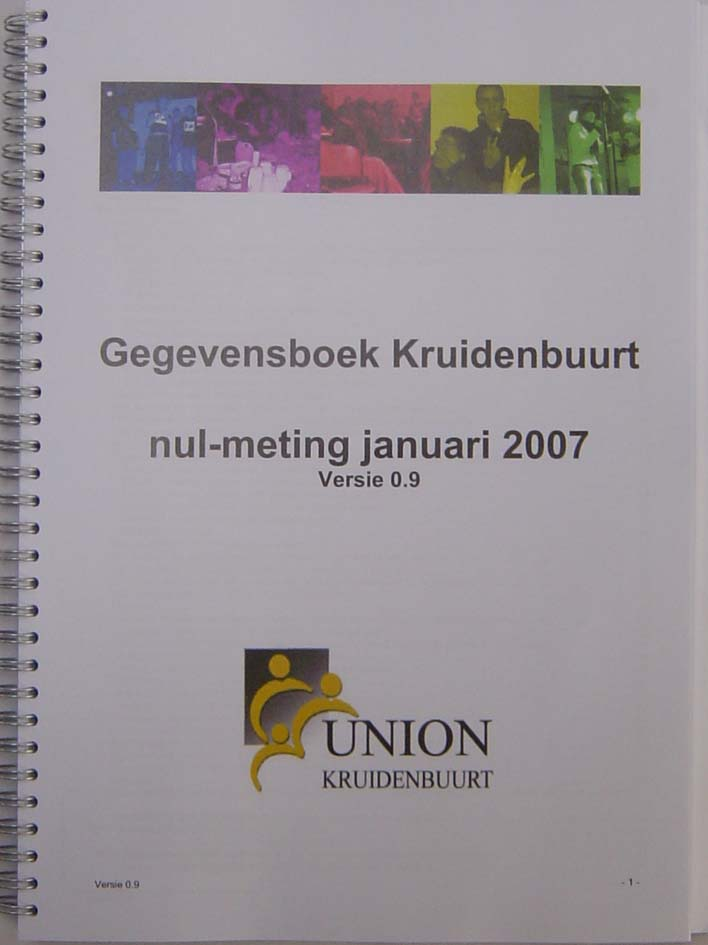 Gegevensboek Kruidenbuurt
nul-meting januari 2007
Versie 0.9
UNION
KRUIDENBUURT
Versie 0.9 - 1 -